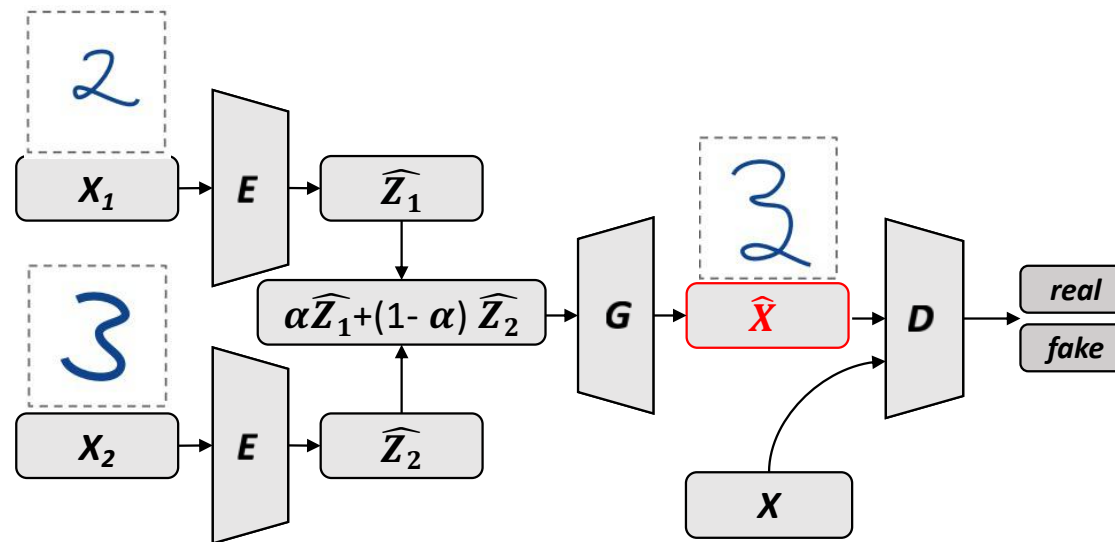 2
X₁
E
Ẑ₁
3
X₂
E
Ẑ₂
αẐ₁+(1- α) Ẑ₂
G
X̂
X
D
real
fake